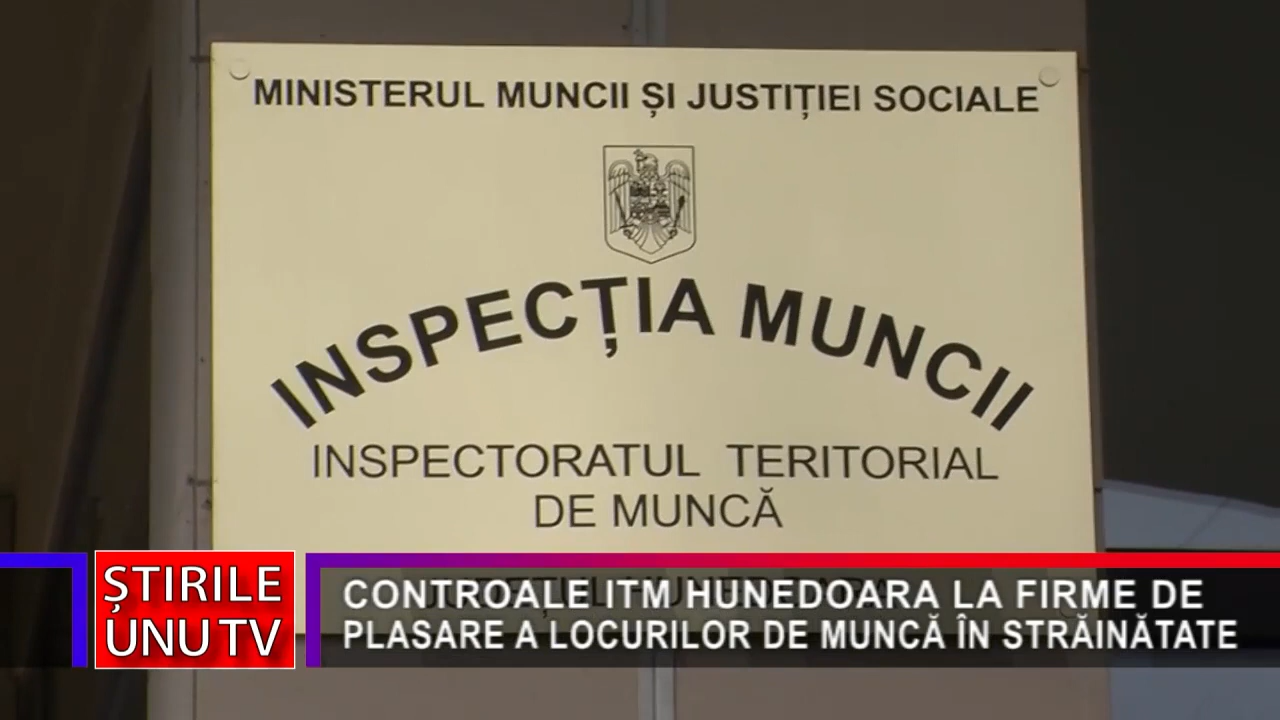 MINISTERUL MUNCII ȘI JUSTIȚIEI SOCIALE
INSPECȚIA MUNCII
INSPECTORATUL TERITORIAL
DE MUNCĂ
ȘTIRILE
UNU TV
CONTROALE ITM HUNEDOARA LA FIRME DE
PLASARE A LOCURILOR DE MUNCĂ ÎN STRĂINĂTATE